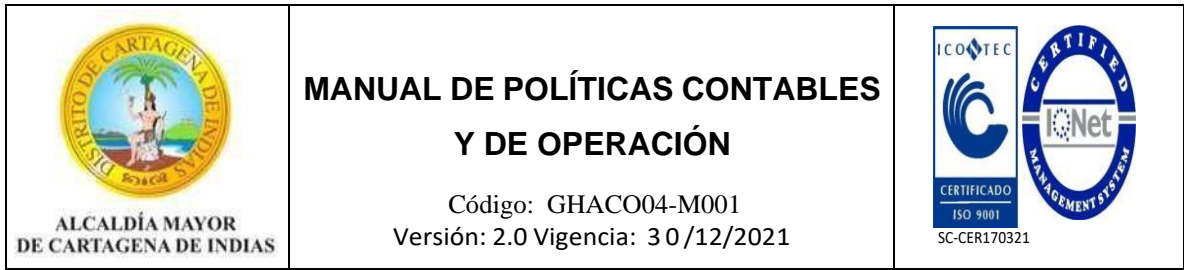 DISTRITO DE CARTAGENA DE INDIAS
ALCALDÍA MAYOR
DE CARTAGENA DE INDIAS
MANUAL DE POLÍTICAS CONTABLES
Y DE OPERACIÓN
Código: GHACO04-M001
Versión: 2.0 Vigencia: 30/12/2021
ICONTEC
CERTIFICADO
ISO 9001
CERTIFIED
IQNet
MANAGEMENT SYSTEM
SC-CER170321